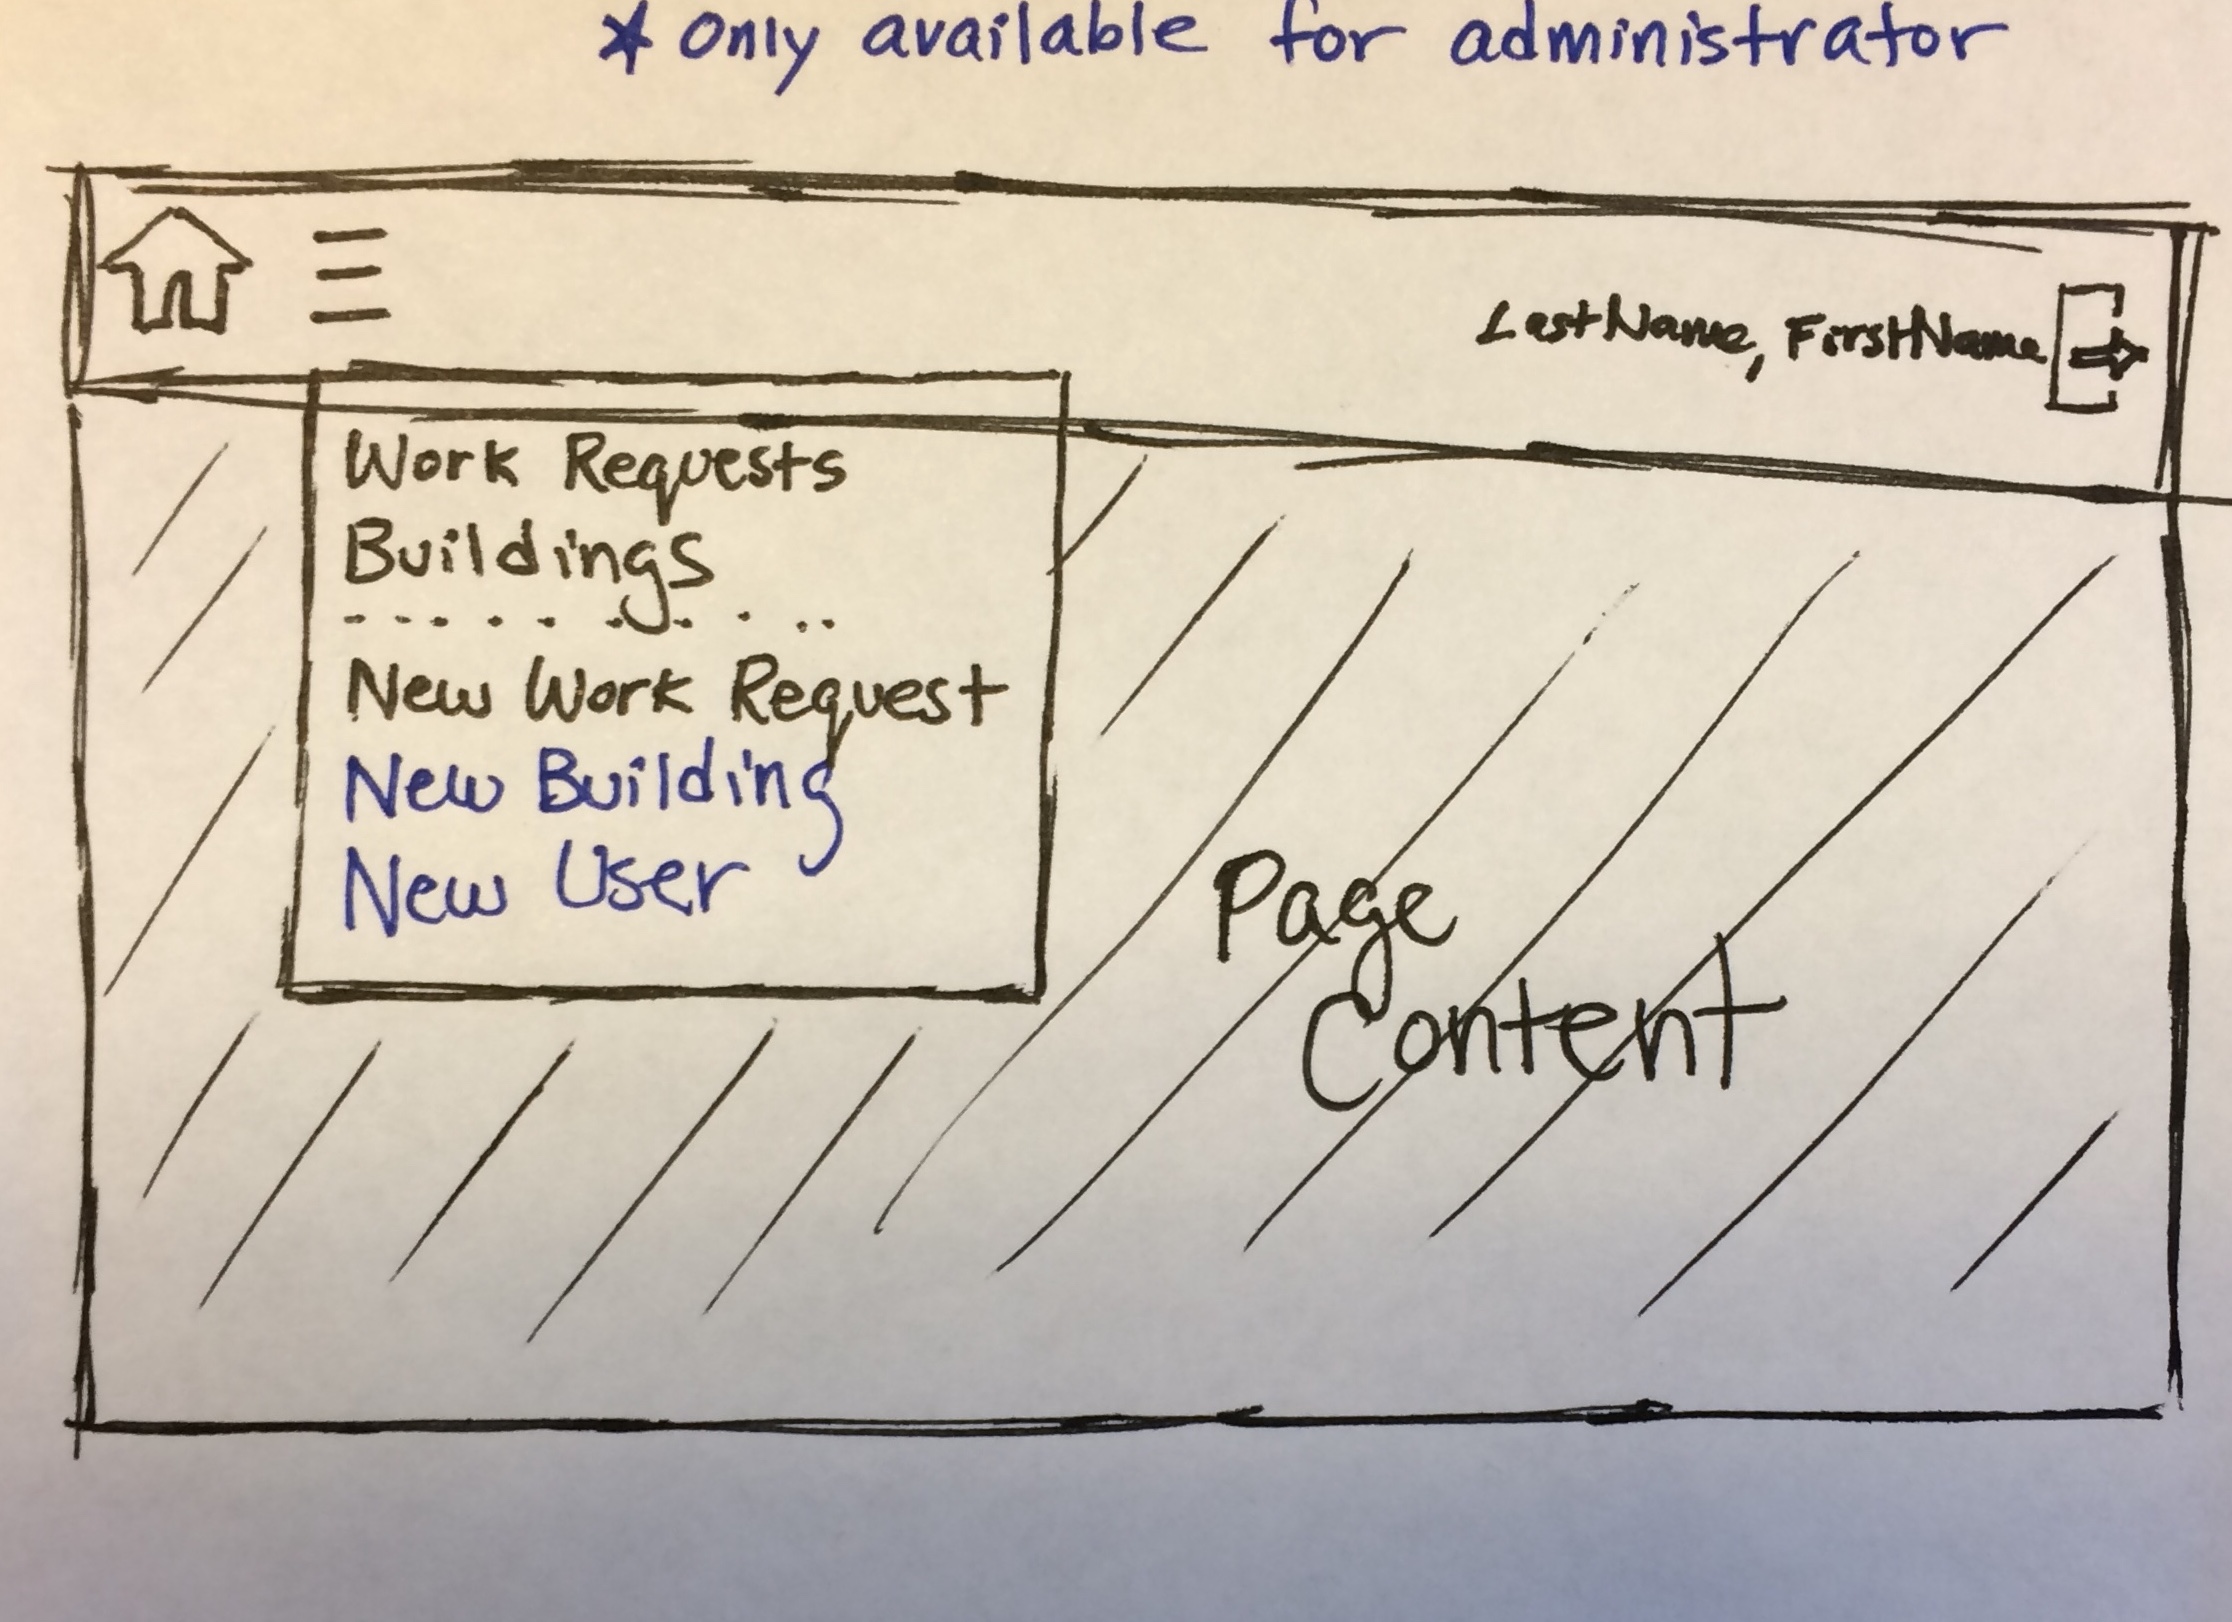 * only available for administrator
LastName, FirstName
Work Requests
Buildings
New Work Request
New Building
New User
Page
Content